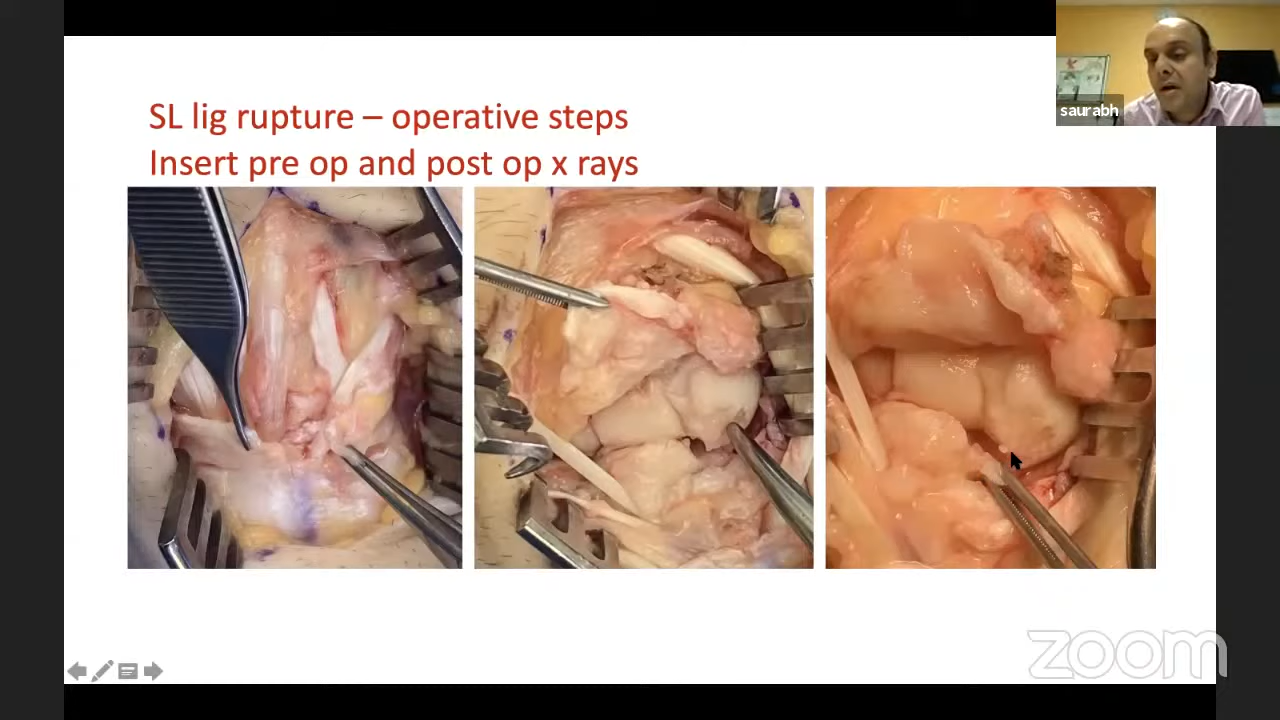 SL lig rupture – operative steps
Insert pre op and post op x rays
saurabh
zoom